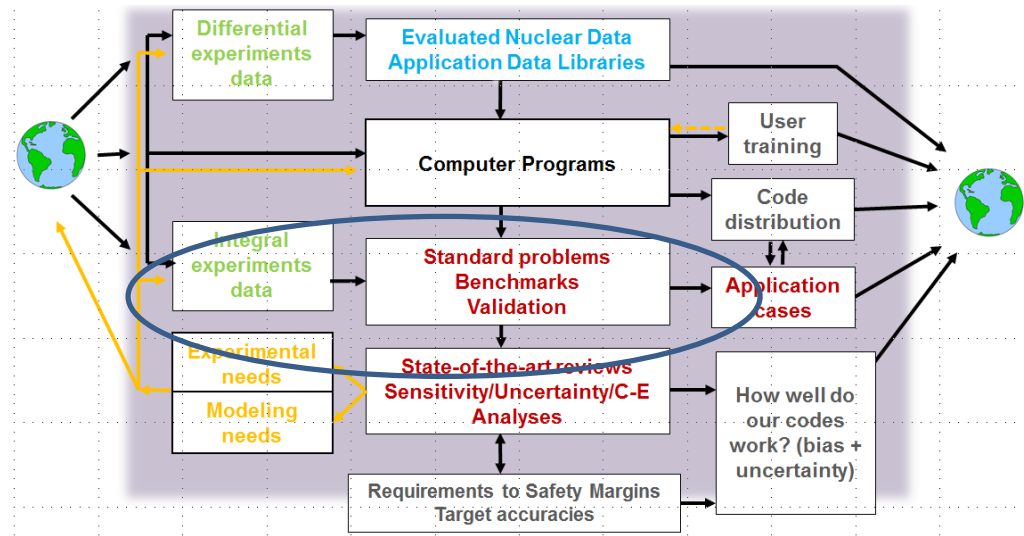 Differential
experiments
data
Evaluated Nuclear Data
Application Data Libraries
User
training
Computer Programs
Code
distribution
Integral
experiments
data
Standard problems
Benchmarks
Validation
Application
cases
Experimental
needs
Modeling
needs
State-of-the-art reviews
Sensitivity/Uncertainty/C-E
Analyses
How well do
our codes
work? (bias +
uncertainty)
Requirements to Safety Margins
Target accuracies